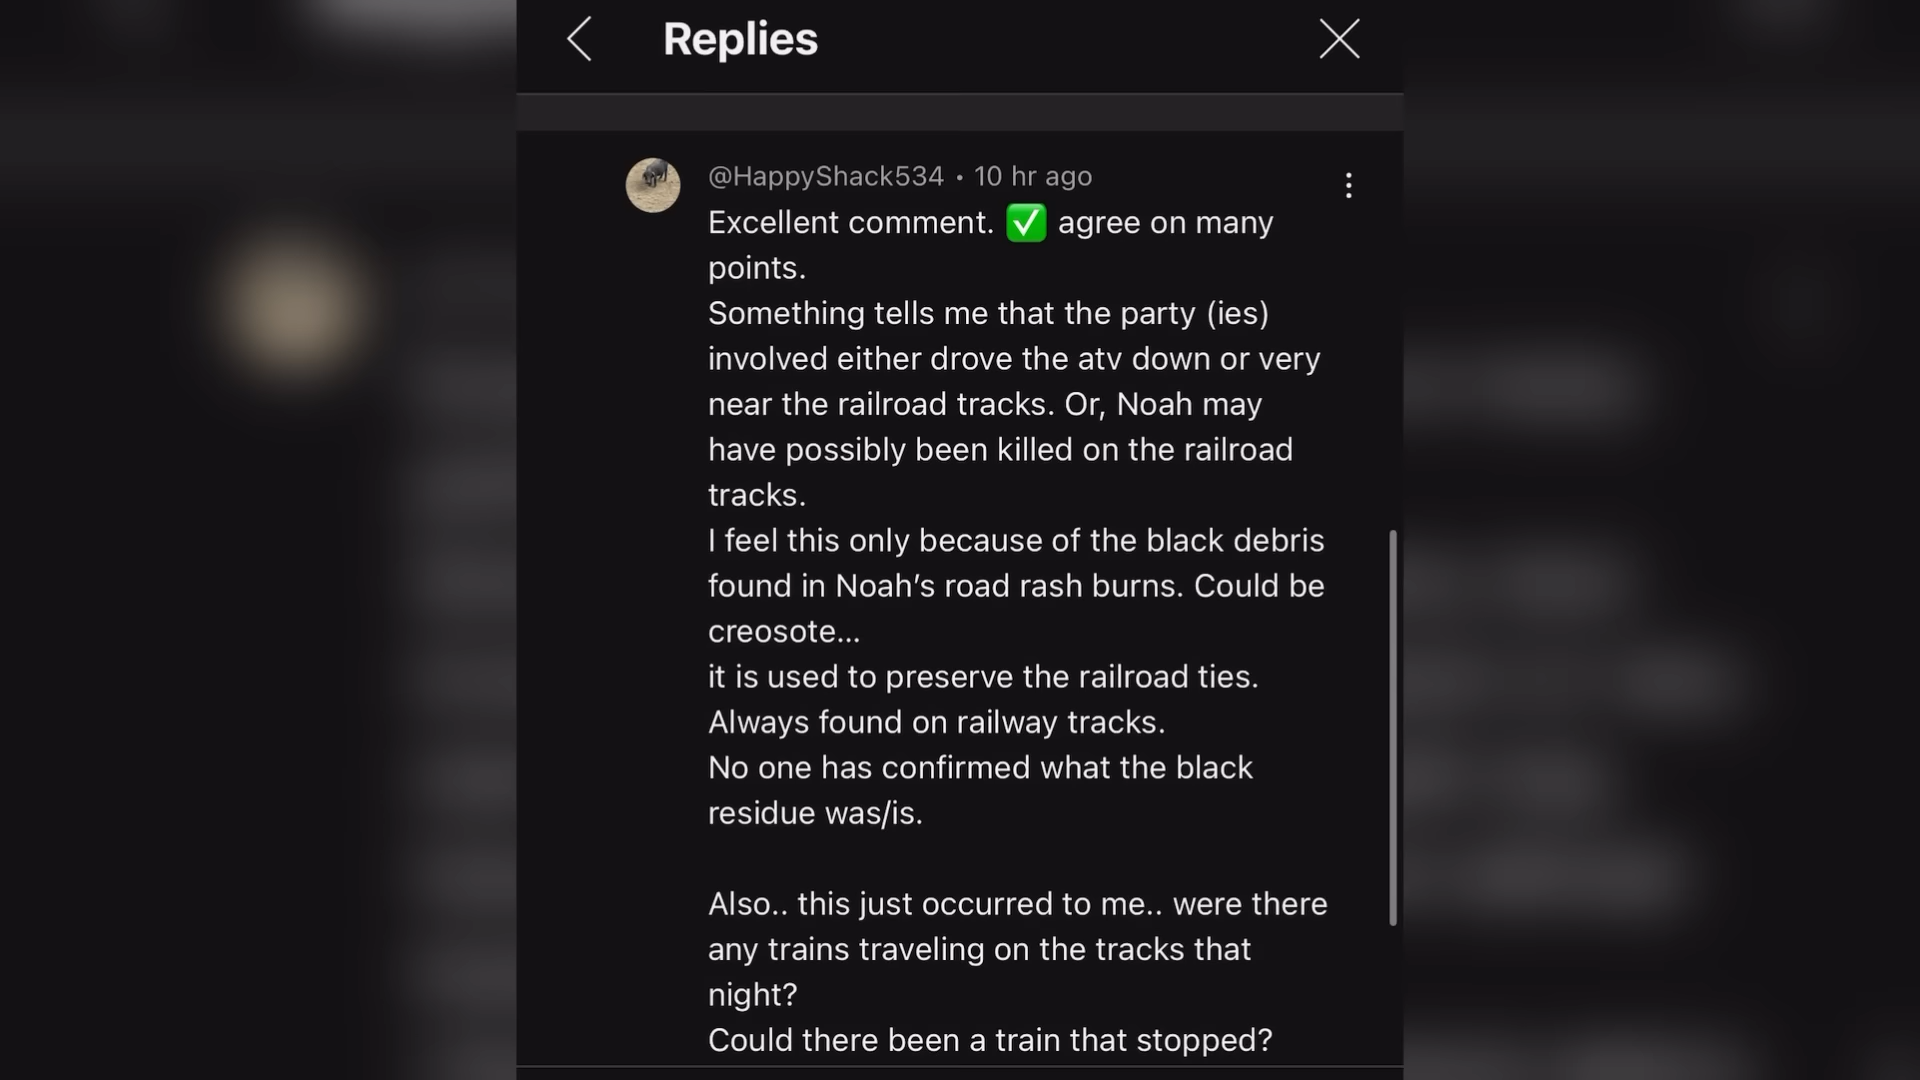 Replies
@HappyShack534 • 10 hr ago
Excellent comment. ✅ agree on many
points.
Something tells me that the party (ies)
involved either drove the atv down or very
near the railroad tracks. Or, Noah may
have possibly been killed on the railroad
tracks.
I feel this only because of the black debris
found in Noah’s road rash burns. Could be
creosote...
it is used to preserve the railroad ties.
Always found on railway tracks.
No one has confirmed what the black
residue was/is.
Also.. this just occurred to me.. were there
any trains traveling on the tracks that
night?
Could there been a train that stopped?